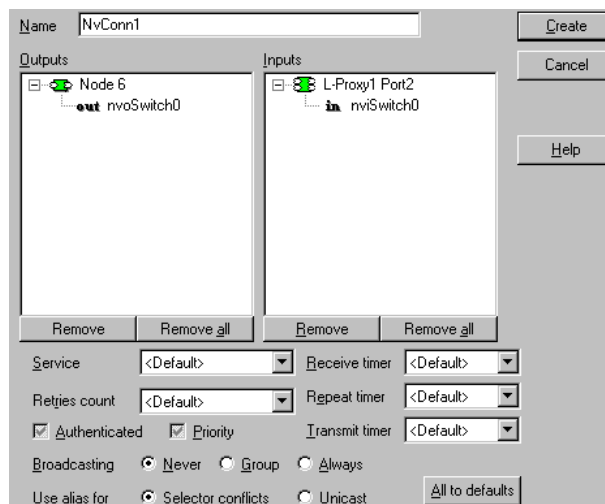 Name NvConn1 Create
Outputs Inputs Cancel
Node 6 L-Proxy1 Port2
out nvoSwitch0 in nviSwitch0
Help
Remove Remove all Remove Remove all
Service <Default> Receive timer <Default>
Retries count <Default> Repeat timer <Default>
Authenticated Priority Transmit timer <Default>
Broadcasting Never Group Always
Use alias for Selector conflicts Unicast All to defaults